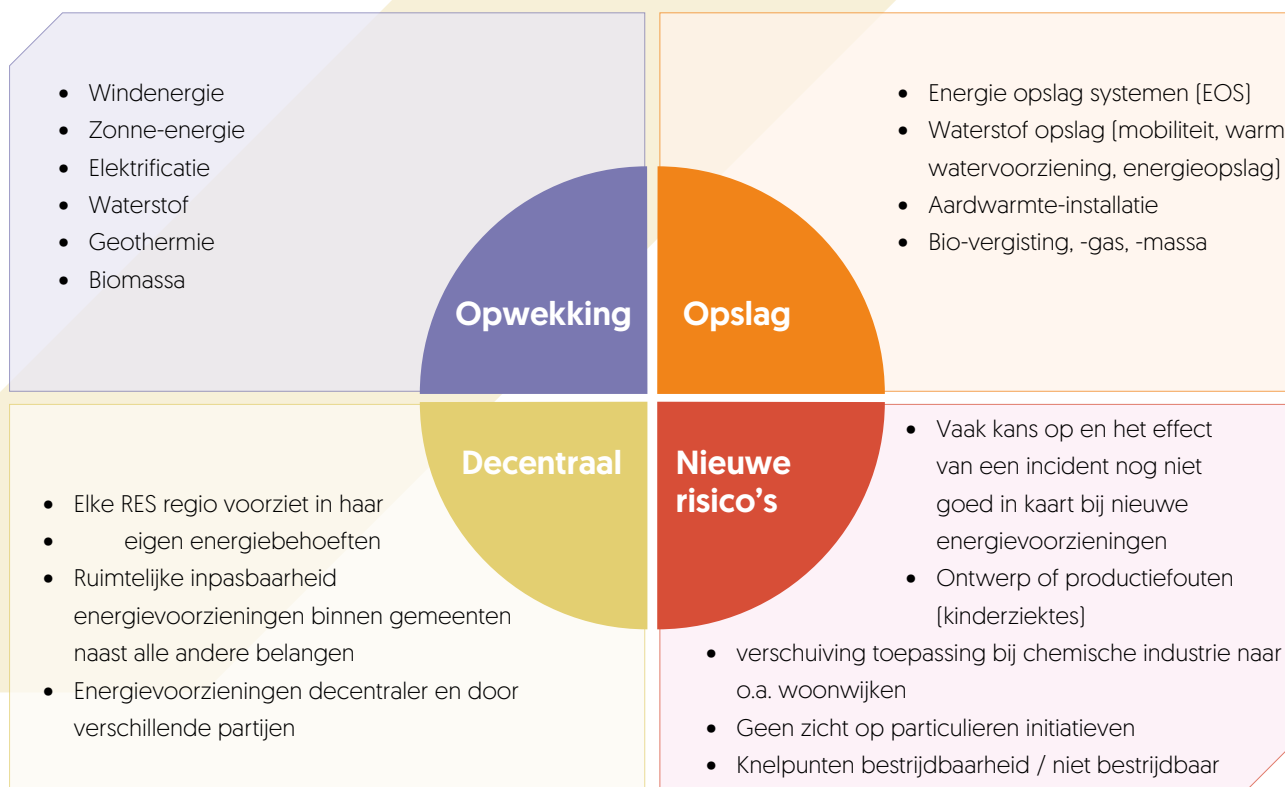 • Windenergie
• Zonne-energie
• Elektrificatie
• Waterstof
• Geothermie
• Biomassa
Opwekking
• Energie opslag systemen (EOS)
• Waterstof opslag (mobiliteit, warm
watervoorziening, energieopslag)
• Aardwarmte-installatie
• Bio-vergisting, -gas, -massa
Opslag
Decentraal
• Elke RES regio voorziet in haar
• eigen energiebehoeften
• Ruimtelijke inpasbaarheid
energievoorzieningen binnen gemeenten
naast alle andere belangen
• Energievoorzieningen decentraler en door
verschillende partijen
Nieuwe
risico's
• Vaak kans op en het effect
van een incident nog niet
goed in kaart bij nieuwe
energievoorzieningen
• Ontwerp of productiefouten
(kinderziektes)
• verschuiving toepassing bij chemische industrie naar
o.a. woonwijken
• Geen zicht op particulieren initiatieven
• Knelpunten bestrijdbaarheid / niet bestrijdbaar